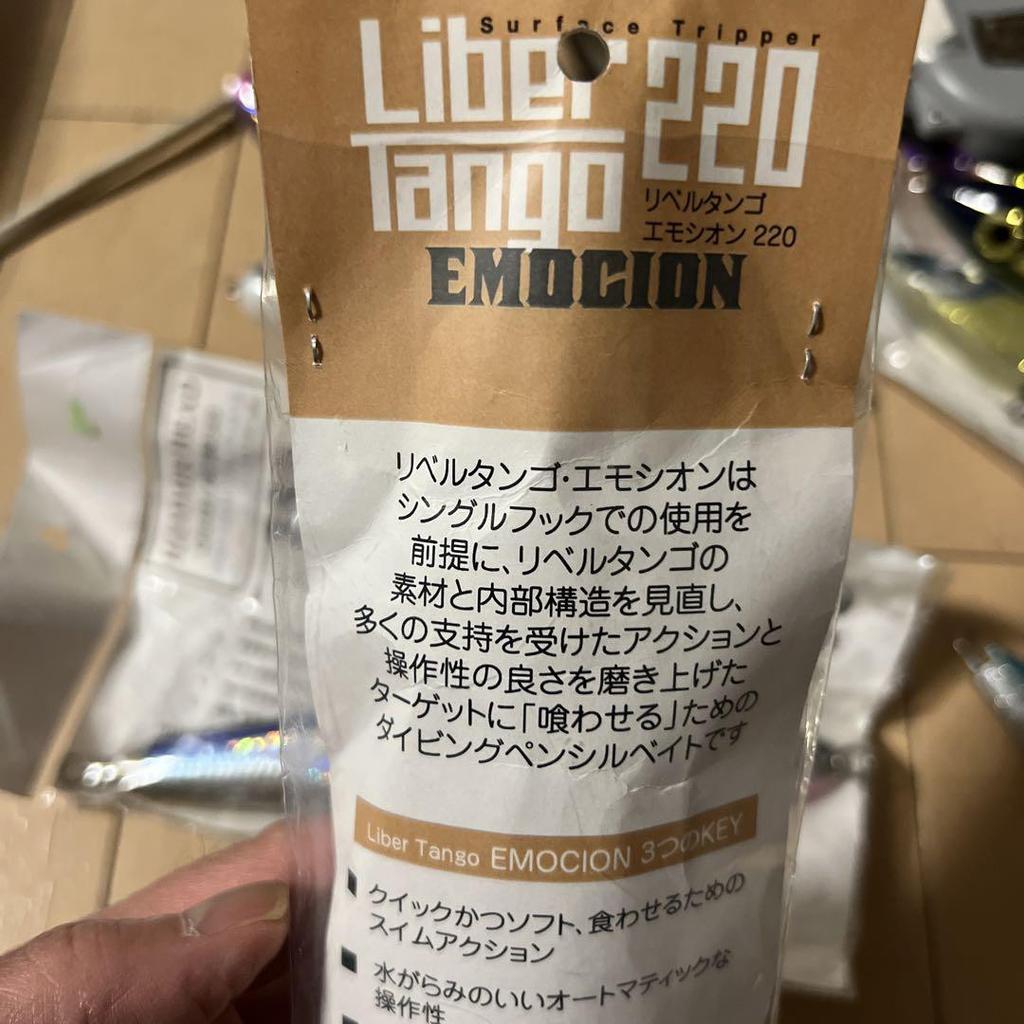 Surface Tripper
Liber
Tango
220
リベルタンゴ
エモシオン 220
EMOCION
リベルタンゴ・エモシオンは
シングルフックでの使用を
前提に、リベルタンゴの
素材と内部構造を見直し、
多くの支持を受けたアクションと
操作性の良さを磨き上げた
ターゲットに「喰わせる」ための
ダイビングペンシルベイトです
Liber Tango EMOCION 3つのKEY
■ クイックかつソフト、食わせるための
スイムアクション
■ 水がらみのいいオートマティックな
操作性